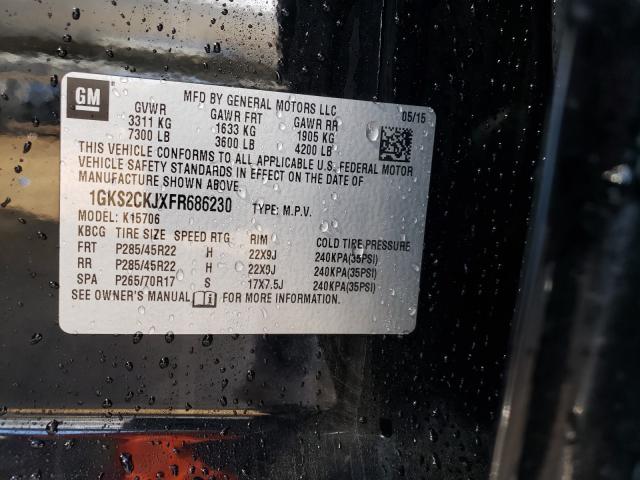 GM
MFD BY GENERAL MOTORS LLC
05/15
GVWR GAWR FRT GAWR RR
3311 KG 1633 KG 1905 KG
7300 LB 3600 LB 4200 LB
THIS VEHICLE CONFORMS TO ALL APPLICABLE U.S. FEDERAL MOTOR
VEHICLE SAFETY STANDARDS IN EFFECT ON THE DATE OF
MANUFACTURE SHOWN ABOVE.
1GKS2CKJXFR686230 TYPE: M.P.V.
MODEL: K15706
KBCG TIRE SIZE SPEED RTG RIM COLD TIRE PRESSURE
FRT P285/45R22 H 22X9J 240KPA(35PSI)
RR P285/45R22 H 22X9J 240KPA(35PSI)
SPA P265/70R17 S 17X7.5J 240KPA(35PSI)
SEE OWNER'S MANUAL FOR MORE INFORMATION.